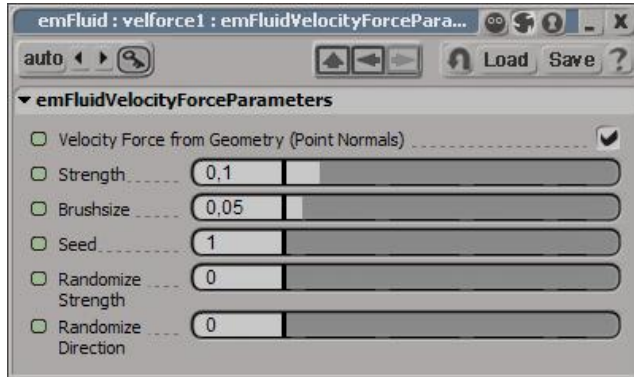 emFluid : velforce1 : emFluidVelocityForcePara...
auto
Load Save ?
emFluidVelocityForceParameters
Velocity Force from Geometry (Point Normals)
Strength 0,1
Brushsize 0,05
Seed 1
Randomize Strength 0
Randomize Direction 0